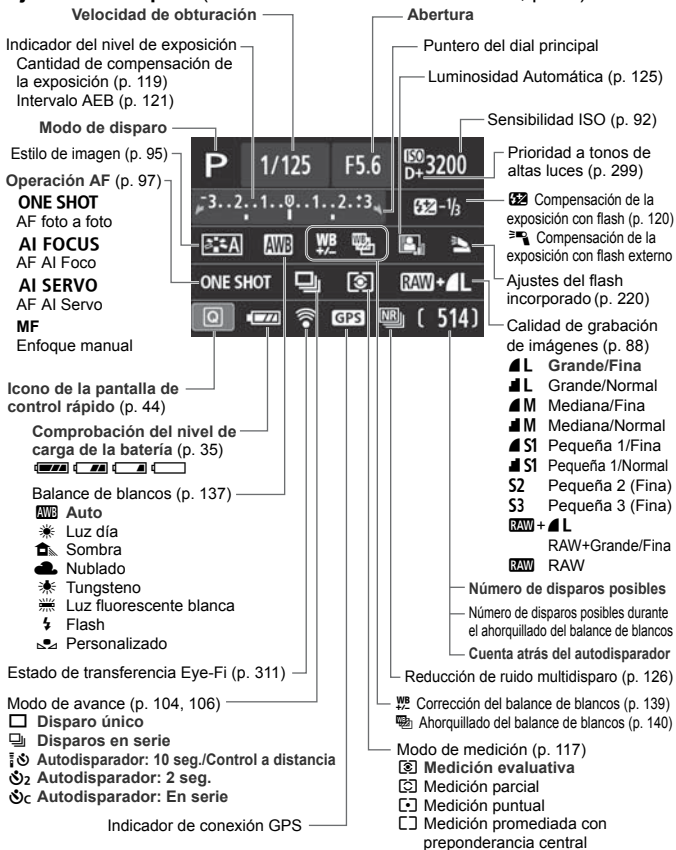 Velocidad de obturación
Abertura
Indicador del nivel de exposición
Cantidad de compensación de
la exposición (p. 119)
Intervalo AEB (p. 121)
Puntero del dial principal
Luminosidad Automática (p. 125)
Sensibilidad ISO (p. 92)
Modo de disparo
Estilo de imagen (p. 95)
Operación AF (p. 97)
ONE SHOT
AF foto a foto
AI FOCUS
AF AI Foco
AI SERVO
AF AI Servo
MF
Enfoque manual
P 1/125 F5.6 ISO D+ 3200
-3..2..1..0..1..2.:3
-1/3
A AWB WB +/- WB
ONE SHOT RAW+L
Q GPS NR ( 514)
Prioridad a tonos de
altas luces (p. 299)
Compensación de la
exposición con flash (p. 120)
Compensación de la
exposición con flash externo
Ajustes del flash
incorporado (p. 220)
Calidad de grabación
de imágenes (p. 88)
L Grande/Fina
L Grande/Normal
M Mediana/Fina
M Mediana/Normal
S1 Pequeña 1/Fina
S1 Pequeña 1/Normal
S2 Pequeña 2 (Fina)
S3 Pequeña 3 (Fina)
RAW+L
RAW+Grande/Fina
RAW RAW
Número de disparos posibles
Número de disparos posibles durante
el ahorquillado del balance de blancos
Cuenta atrás del autodisparador
Icono de la pantalla de
control rápido (p. 44)
Comprobación del nivel de
carga de la batería (p. 35)
Balance de blancos (p. 137)
AWB Auto
Luz día
Sombra
Nublado
Tungsteno
Luz fluorescente blanca
Flash
Personalizado
Estado de transferencia Eye-Fi (p. 311)
Reducción de ruido multidisparo (p. 126)
Modo de avance (p. 104, 106)
Disparo único
Disparos en serie
Autodisparador: 10 seg./Control a distancia
2 Autodisparador: 2 seg.
c Autodisparador: En serie
Indicador de conexión GPS
WB +/- Corrección del balance de blancos (p. 139)
WB Ahorquillado del balance de blancos (p. 140)
Modo de medición (p. 117)
Medición evaluativa
Medición parcial
Medición puntual
Medición promediada con
preponderancia central